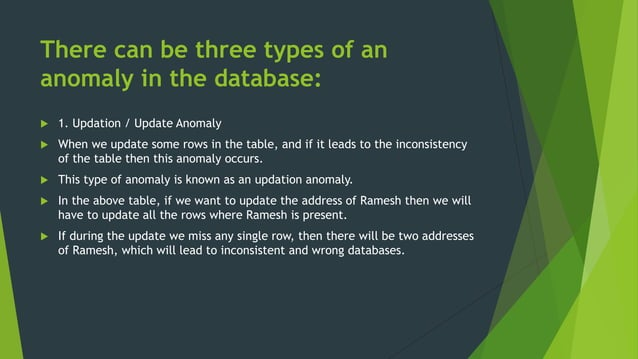 There can be three types of an
anomaly in the database:
1. Updation / Update Anomaly
When we update some rows in the table, and if it leads to the inconsistency
of the table then this anomaly occurs.
This type of anomaly is known as an updation anomaly.
In the above table, if we want to update the address of Ramesh then we will
have to update all the rows where Ramesh is present.
If during the update we miss any single row, then there will be two addresses
of Ramesh, which will lead to inconsistent and wrong databases.